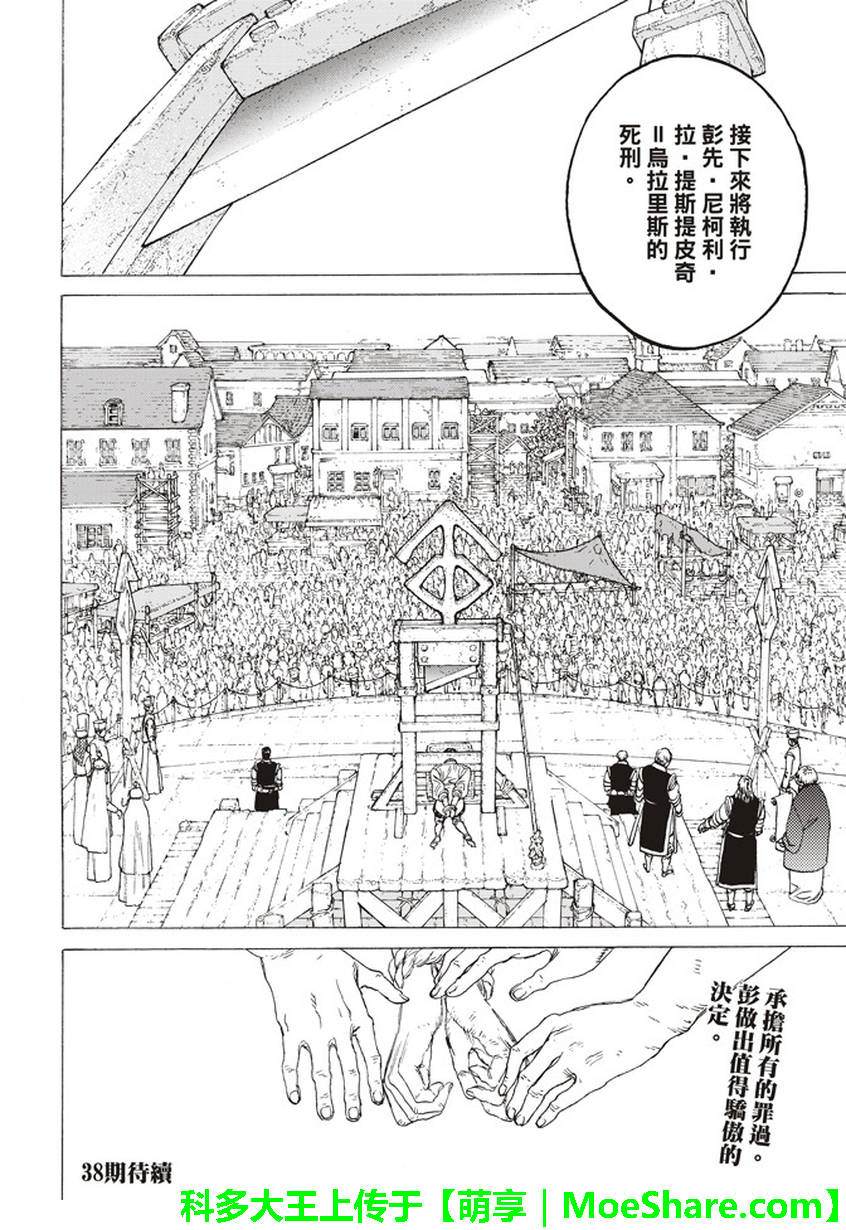 接下來將執行
彭先·尼柯利·
拉·提斯提皮奇
=烏拉里斯的
死刑。
承擔所有的罪過。
彭做出值得驕傲的
決定。
38期待續
科多大王上传于【萌享|MoeShare.com】